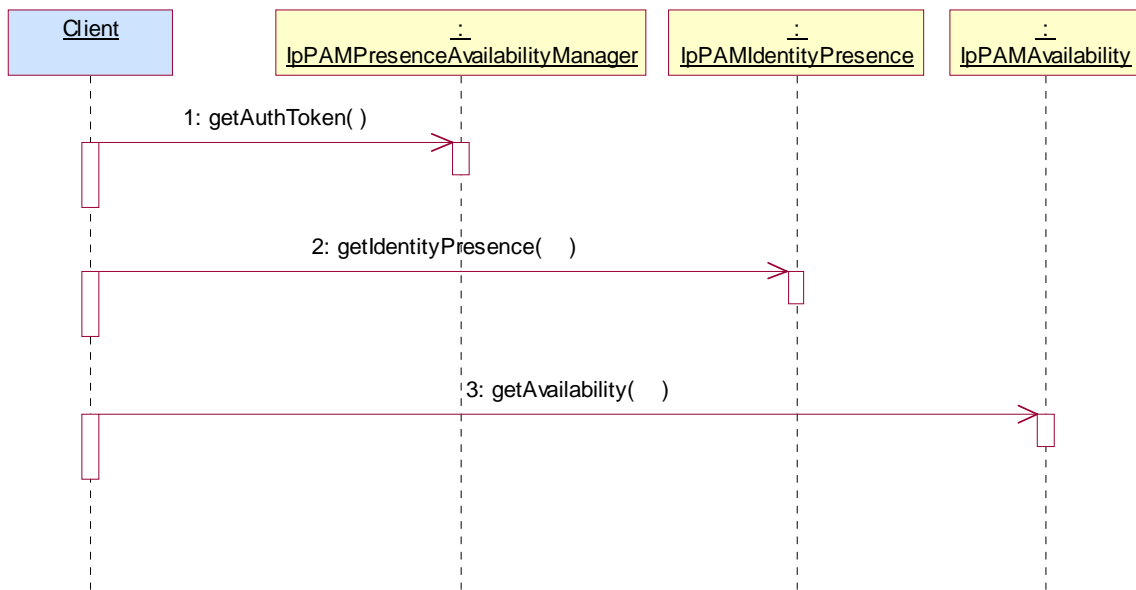 Client
:
IpPAMPresenceAvailabilityManager
:
IpPAMIdentityPresence
:
IpPAMAvailability
1: getAuthToken( )
2: getIdentityPresence(    )
3: getAvailability(    )